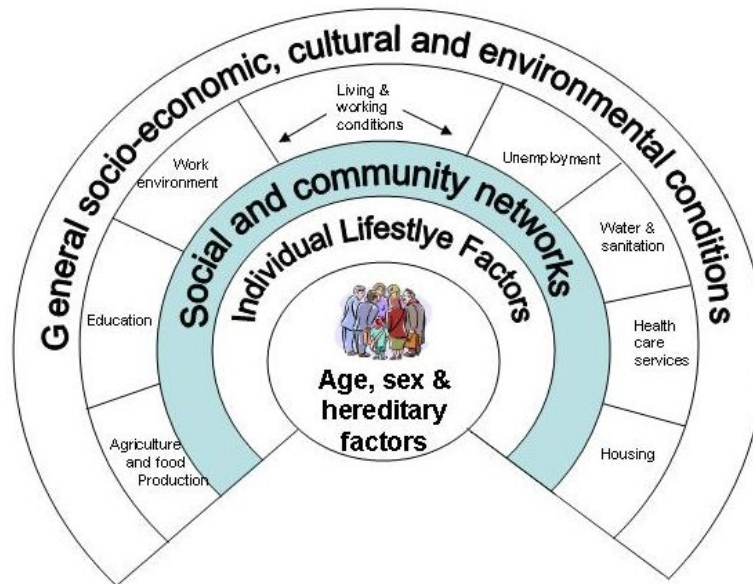 General socio-economic, cultural and environmental conditions
Living &
working
conditions
Work
environment
Unemployment
Social and community networks
Water &
sanitation
Individual Lifestlye Factors
Education
Health
care
services
Age, sex &
hereditary
factors
Agriculture
and food
Production
Housing